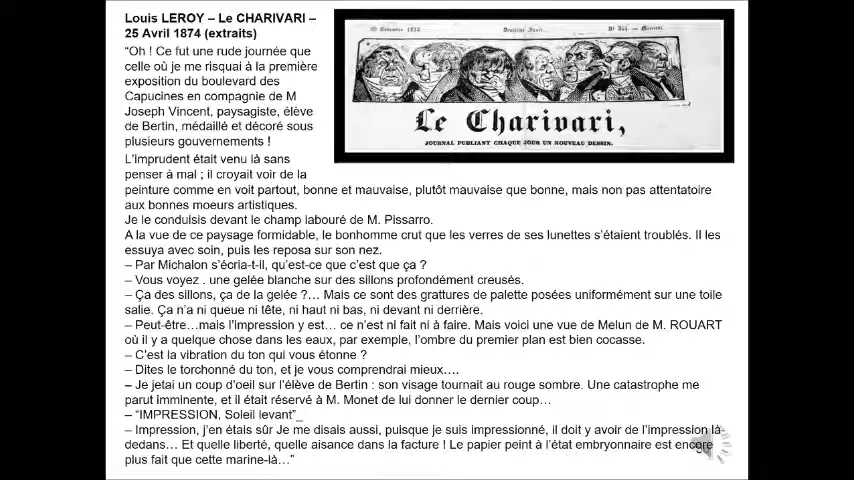 Louis LEROY – Le CHARIVARI –
25 Avril 1874 (extraits)
“Oh ! Ce fut une rude journée que
celle où je me risquai à la première
exposition du boulevard des
Capucines en compagnie de M
Joseph Vincent, paysagiste, élève
de Bertin, médaillé et décoré sous
plusieurs gouvernements !
L’imprudent était venu là sans
penser à mal ; il croyait voir de la
peinture comme en voit partout, bonne et mauvaise, plutôt mauvaise que bonne, mais non pas attentatoire
aux bonnes moeurs artistiques.
Je le conduisis devant le champ labouré de M. Pissarro.
A la vue de ce paysage formidable, le bonhomme crut que les verres de ses lunettes s’étaient troublés. Il les
essuya avec soin, puis les reposa sur son nez.
– Par Michalon s’écria-t-il, qu’est-ce que c’est que ça ?
– Vous voyez . une gelée blanche sur des sillons profondément creusés.
– Ça des sillons, ça de la gelée ?… Mais ce sont des grattures de palette posées uniformément sur une toile
salie. Ça n’a ni queue ni tête, ni haut ni bas, ni devant ni derrière.
– Peut-être…mais l’impression y est… ce n’est ni fait ni à faire. Mais voici une vue de Melun de M. ROUART
où il y a quelque chose dans les eaux, par exemple, l’ombre du premier plan est bien cocasse.
– C’est la vibration du ton qui vous étonne ?
– Dites le torchonné du ton, et je vous comprendrai mieux….
– Je jetai un coup d’oeil sur l’élève de Bertin : son visage tournait au rouge sombre. Une catastrophe me
parut imminente, et il était réservé à M. Monet de lui donner le dernier coup…
– “IMPRESSION, Soleil levant”_
– Impression, j’en étais sûr Je me disais aussi, puisque je suis impressionné, il doit y avoir de l’impression là-
dedans… Et quelle liberté, quelle aisance dans la facture ! Le papier peint à l’état embryonnaire est encore
plus fait que cette marine-là…”
1873
Deuxième Année.
Le Charivari,
JOURNAL PUBLIANT CHAQUE JOUR UN NOUVEAU DESSIN.